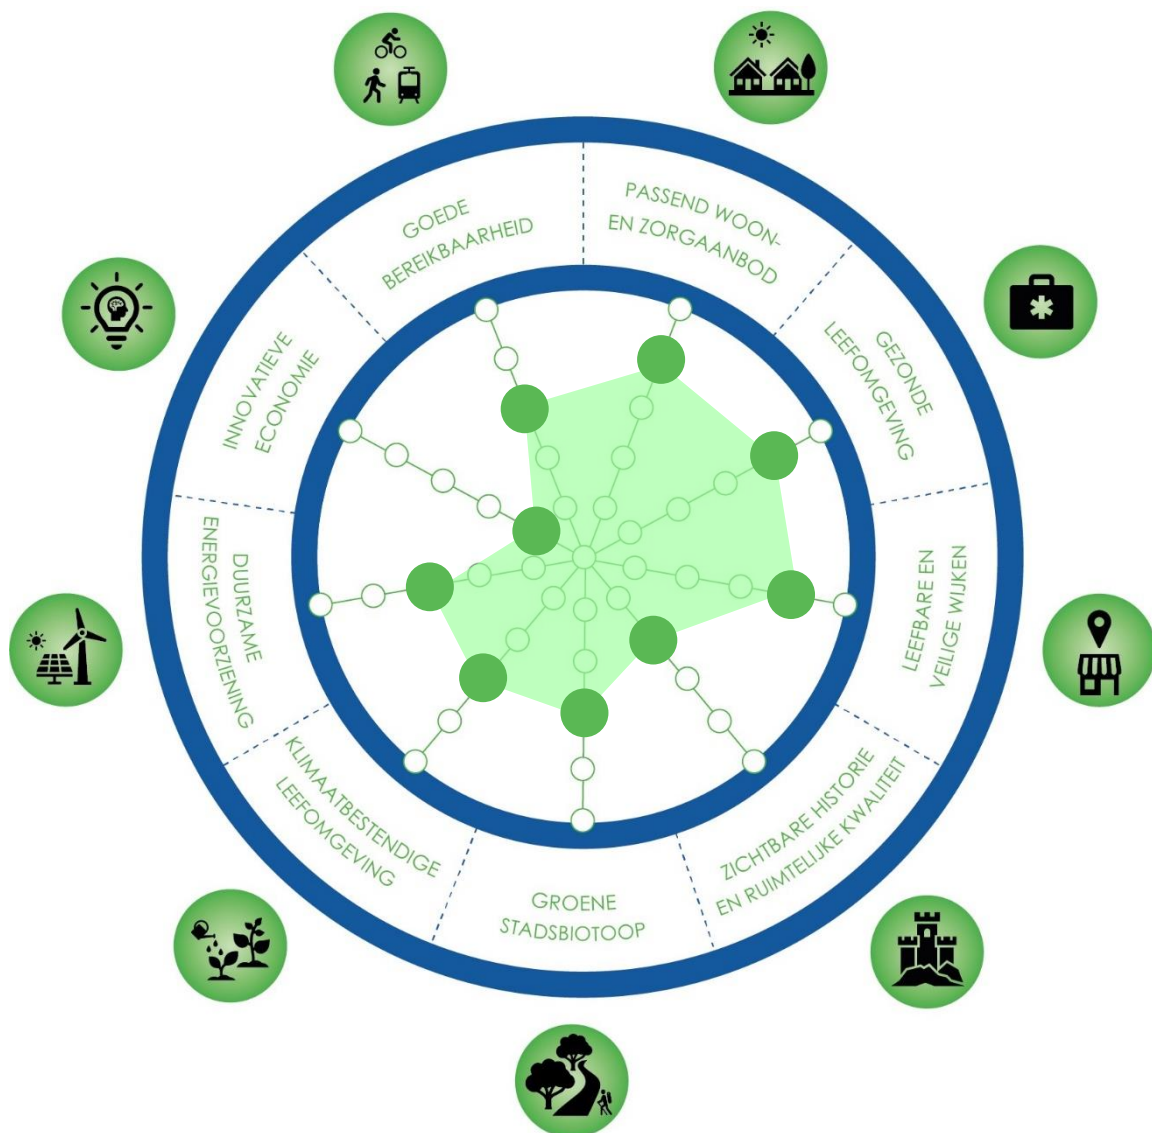 GOEDE
BEREIKBAARHEID
PASSEND WOON-
EN ZORGAANBOD
GEZONDE
LEEFOMGEVING
LEEFBARE EN
VEILIGE WIJKEN
ZICHTBARE HISTORIE
EN RUIMTELIJKE KWALITEIT
GROENE
STADSBIOTOOP
KLIMAATBESTENDIGE
LEEFOMGEVING
DUURZAME
ENERGIEVOORZIENING
INNOVATIEVE
ECONOMIE